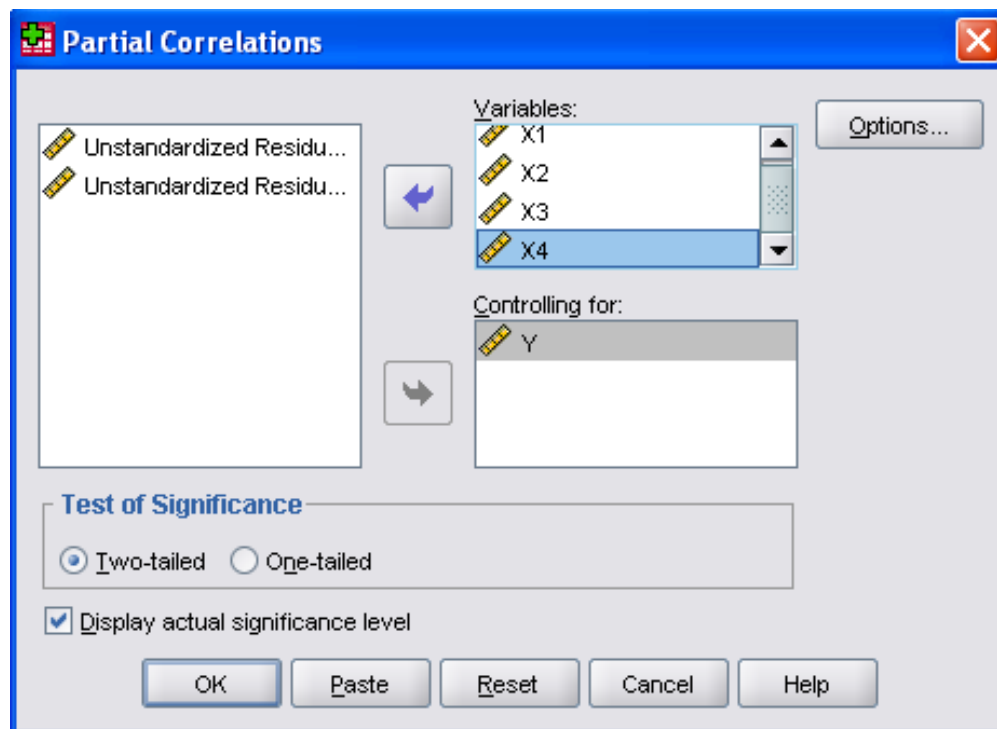 Partial Correlations
Unstandardized Residu...
Unstandardized Residu...
Variables:
X1
X2
X3
X4
Options...
Controlling for:
Y
Test of Significance
Two-tailed
One-tailed
Display actual significance level
OK
Paste
Reset
Cancel
Help